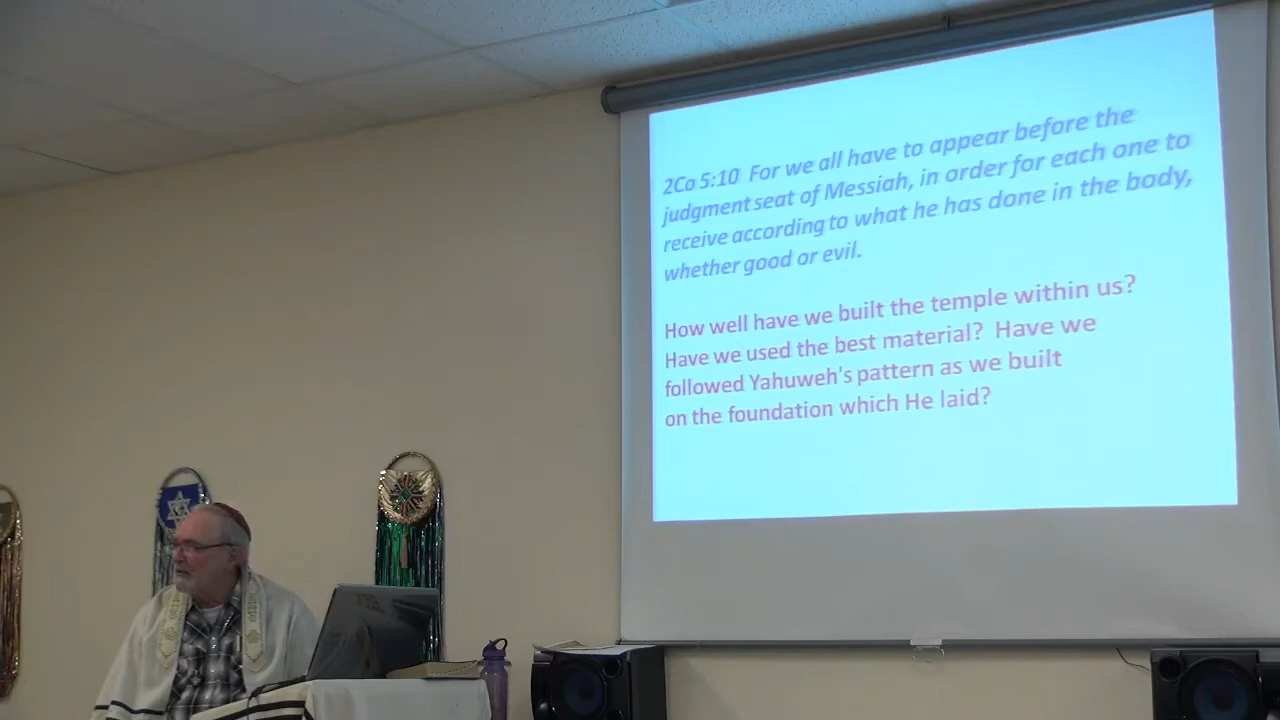 2Co 5:10 For we all have to appear before the
judgment seat of Messiah, in order for each one to
receive according to what he has done in the body,
whether good or evil.
How well have we built the temple within us?
Have we used the best material? Have we
followed Yahuweh's pattern as we built
on the foundation which He laid?